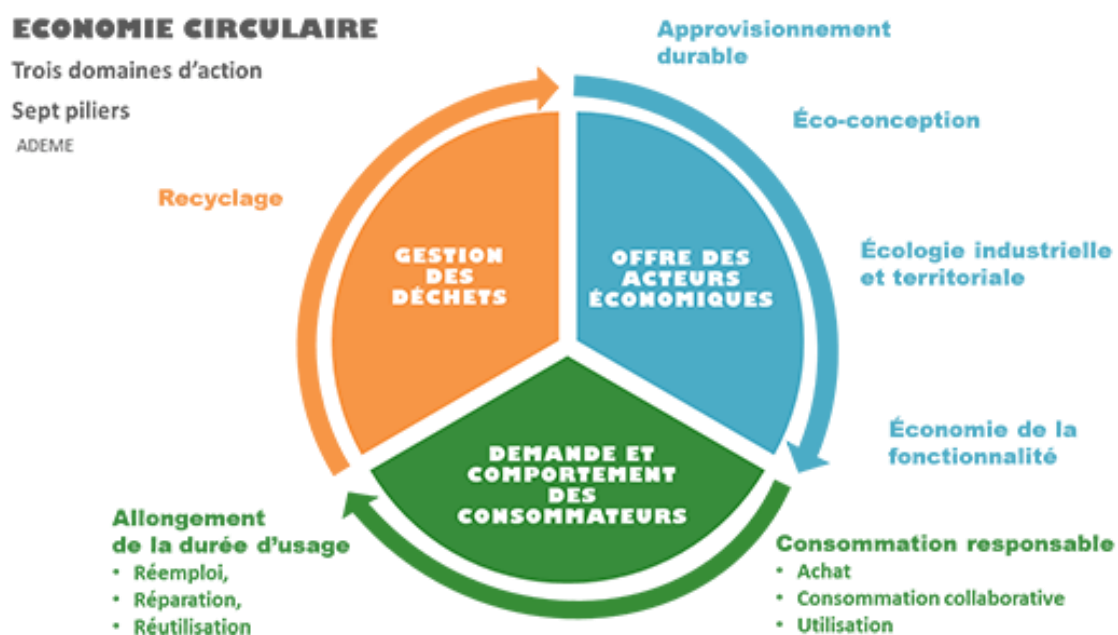 ECONOMIE CIRCULAIRE
Trois domaines d'action
Sept piliers
ADEME
Approvisionnement
durable
Éco-conception
Écologie industrielle
et territoriale
Économie de la
fonctionnalité
Consommation responsable
• Achat
• Consommation collaborative
• Utilisation
Allongement
de la durée d'usage
• Réemploi,
• Réparation,
• Réutilisation
Recyclage
GESTION
DES
DÉCHETS
OFFRE DES
ACTEURS
ÉCONOMIQUES
DEMANDE ET
COMPORTEMENT
DES
CONSOMMATEURS